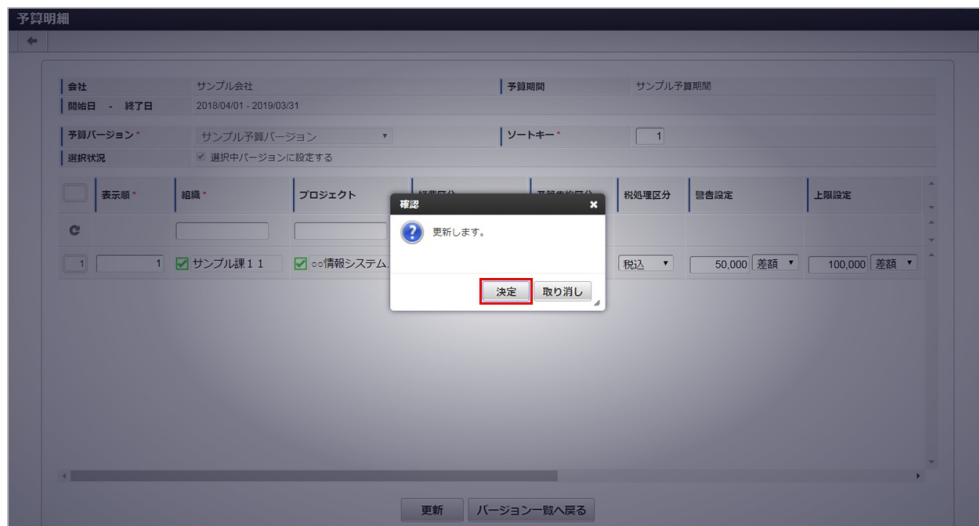 予算明細
会社 サンプル会社 予算期間 サンプル予算期間
開始日 - 終了日 2018/04/01 - 2019/03/31
予算バージョン* サンプル予算バージョン ソートキー* 1
選択状況 選択中バージョンに設定する
表示順* 組織* プロジェクト 税処理区分 警告設定 上限設定
確認
更新します。
1 1 サンプル課11 ○○情報システム 税込 50,000 差額 100,000 差額
決定 取り消し
更新 バージョン一覧へ戻る